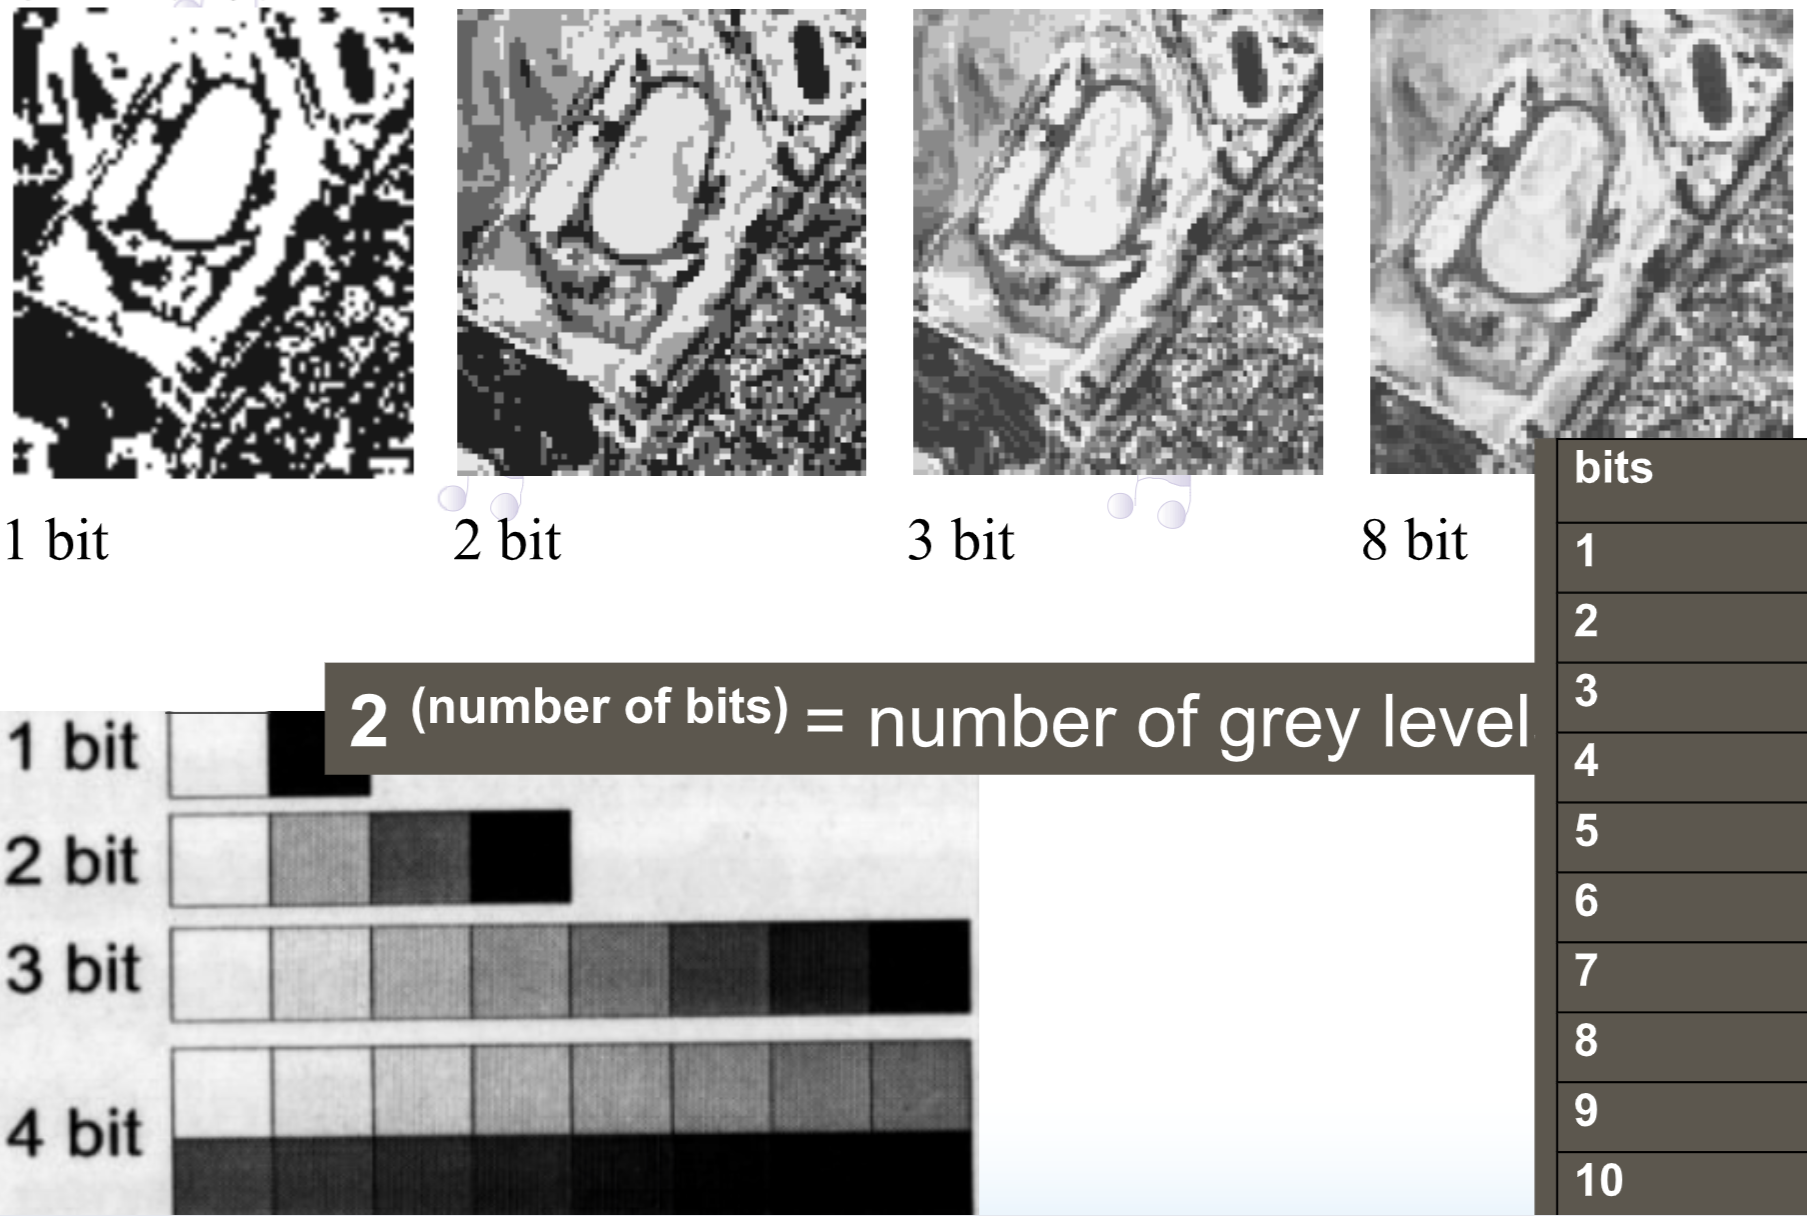 1 bit
2 bit
3 bit
8 bit
2 (number of bits) = number of grey level
1 bit
2 bit
3 bit
4 bit
bits
1
2
3
4
5
6
7
8
9
10